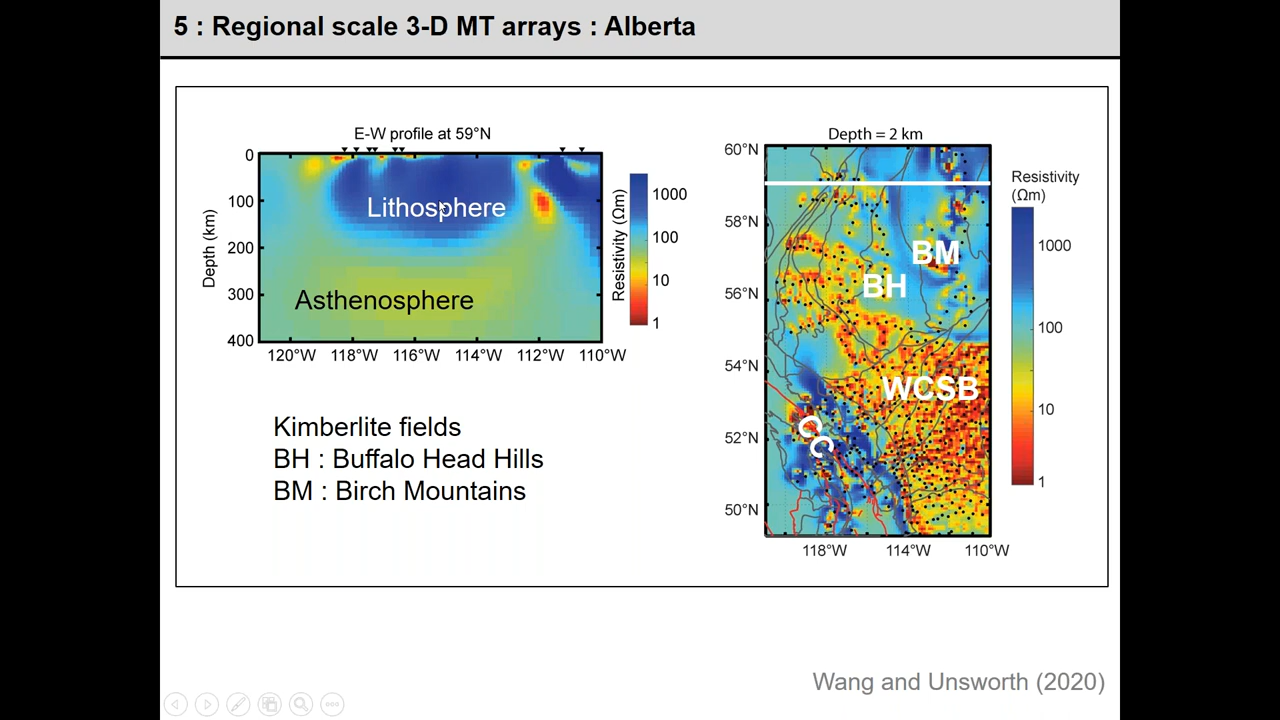 5 : Regional scale 3-D MT arrays : Alberta
E-W profile at 59°N
0
100
200
300
400
Depth (km)
Lithosphere
Asthenosphere
120°W 118°W 116°W 114°W 112°W 110°W
Resistivity (Ωm)
1000
100
10
1
Kimberlite fields
BH : Buffalo Head Hills
BM : Birch Mountains
Depth = 2 km
60°N
58°N
56°N
54°N
52°N
50°N
BM
BH
WCSB
CC
118°W 114°W 110°W
Resistivity
(Ωm)
1000
100
10
1
Wang and Unsworth (2020)